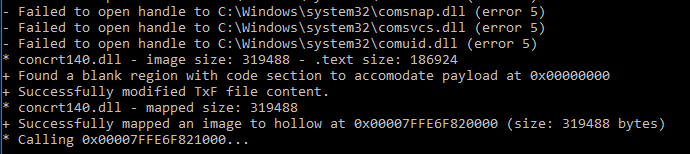 - Failed to open handle to C:\Windows\system32\comsnap.dll (error 5)
- Failed to open handle to C:\Windows\system32\comsvcs.dll (error 5)
- Failed to open handle to C:\Windows\system32\comuid.dll (error 5)
* concrt140.dll - image size: 319488 - .text size: 186924
+ Found a blank region with code section to accomodate payload at 0x00000000
+ Successfully modified TxF file content.
* concrt140.dll - mapped size: 319488
+ Successfully mapped an image to hollow at 0x00007FFE6F820000 (size: 319488 bytes)
* Calling 0x00007FFE6F821000...